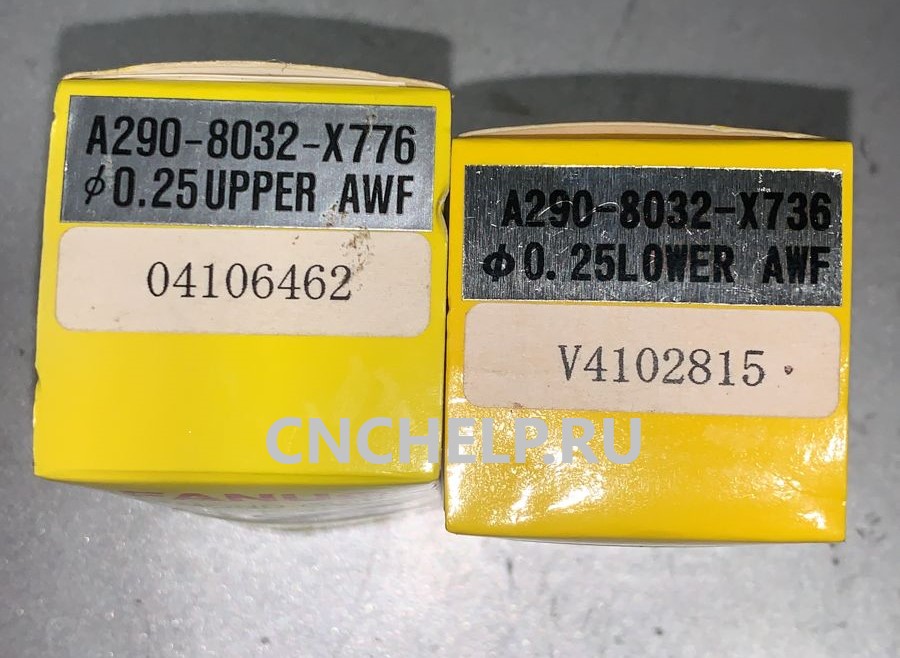 A290-8032-X776
φ0.25UPPER AWF
04106462
A290-8032-X736
φ0.25LOWER AWF
V4102815
CNCHELP.RU